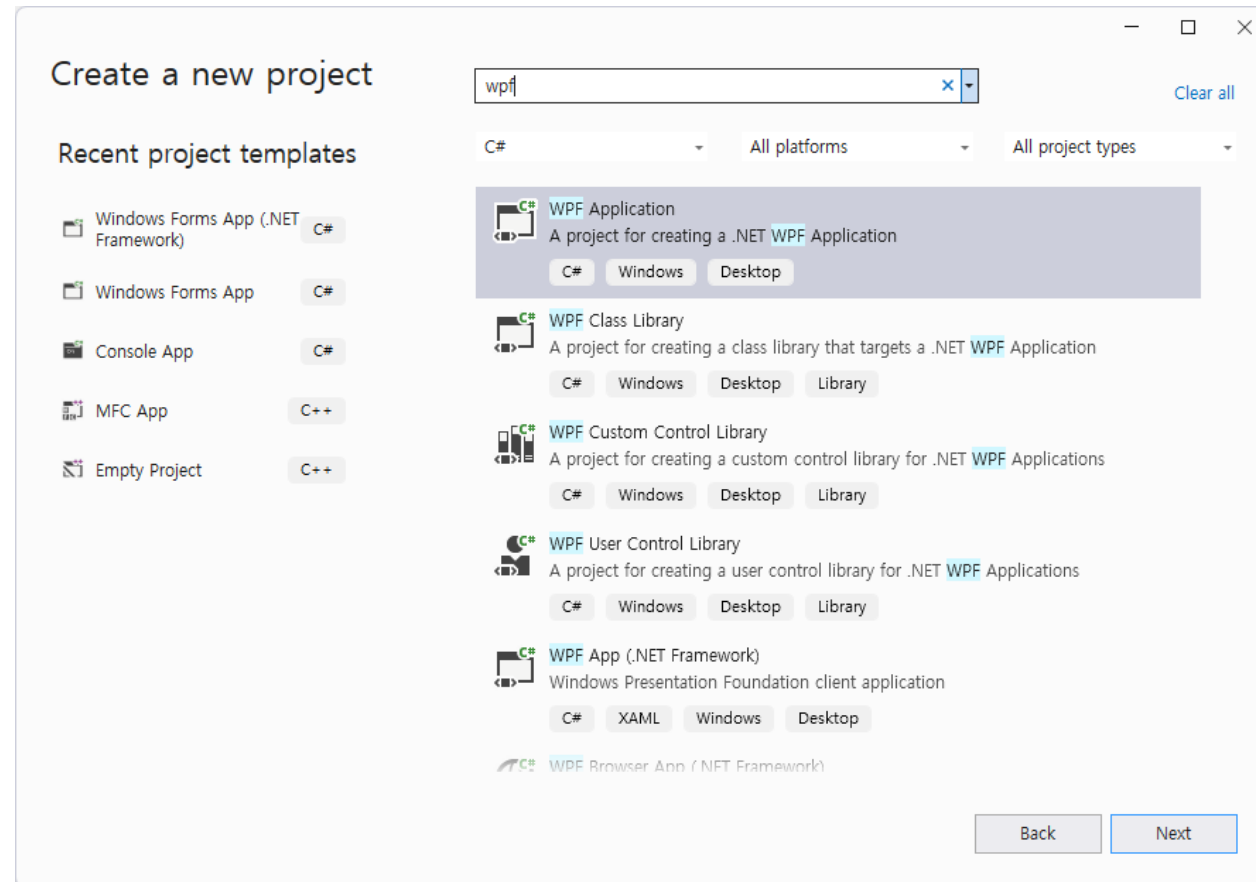 Create a new project
wpf
Clear all
Recent project templates
C#
All platforms
All project types
Windows Forms App (.NET
Framework)
C#
Windows Forms App
C#
Console App
C#
MFC App
C++
Empty Project
C++
C#
WPF Application
A project for creating a .NET WPF Application
C# Windows Desktop
C#
WPF Class Library
A project for creating a class library that targets a .NET WPF Application
C# Windows Desktop Library
C#
WPF Custom Control Library
A project for creating a custom control library for .NET WPF Applications
C# Windows Desktop Library
C#
WPF User Control Library
A project for creating a user control library for .NET WPF Applications
C# Windows Desktop Library
C#
WPF App (.NET Framework)
Windows Presentation Foundation client application
C# XAML Windows Desktop
C#
WPF Browser App (.NET Framework)
Back
Next